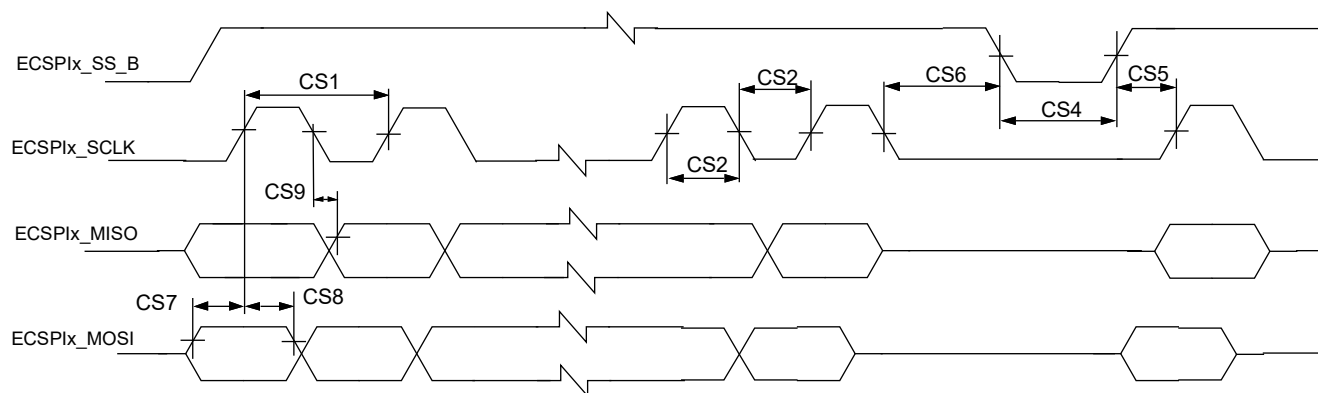 ECSPIx_SS_B
CS1
CS2
CS6
CS5
CS4
ECSPIx_SCLK
CS2
CS9
ECSPIx_MISO
CS7
CS8
ECSPIx_MOSI